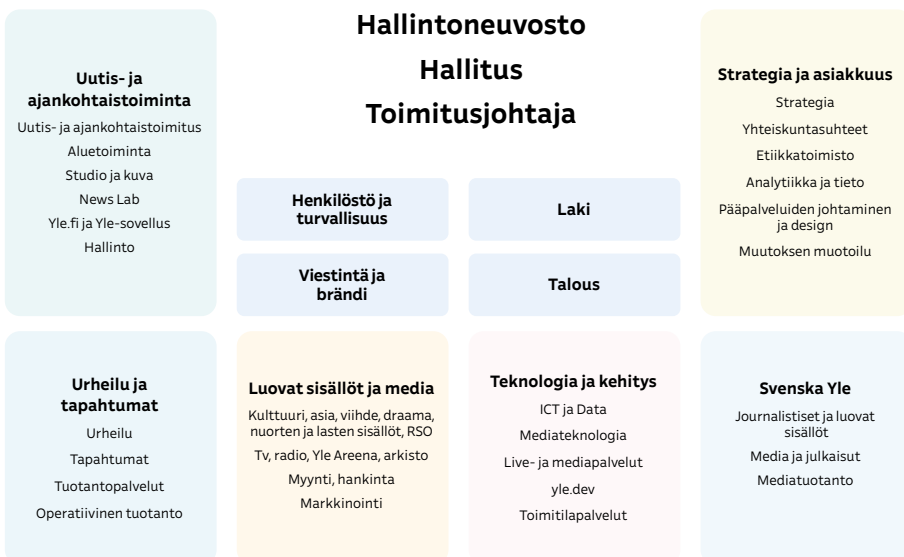 Hallintoneuvosto
Hallitus
Toimitusjohtaja
Uutis- ja
ajankohtaistoiminta
Uutis- ja ajankohtaistoimitus
Aluetoiminta
Studio ja kuva
News Lab
Yle.fi ja Yle-sovellus
Hallinto
Henkilöstö ja
turvallisuus
Laki
Viestintä ja
brändi
Talous
Strategia ja asiakkuus
Strategia
Yhteiskuntasuhteet
Etiikkatoimisto
Analytiikka ja tieto
Pääpalveluiden johtaminen
ja design
Muutoksen muotoilu
Urheilu ja
tapahtumat
Urheilu
Tapahtumat
Tuotantopalvelut
Operatiivinen tuotanto
Luovat sisällöt ja media
Kulttuuri, asia, viihde, draama,
nuorten ja lasten sisällöt, RSO
Tv, radio, Yle Areena, arkisto
Myynti, hankinta
Markkinointi
Teknologia ja kehitys
ICT ja Data
Mediateknologia
Live- ja mediapalvelut
yle.dev
Toimitilapalvelut
Svenska Yle
Journalistiset ja luovat
sisällöt
Media ja julkaisut
Mediatuotanto